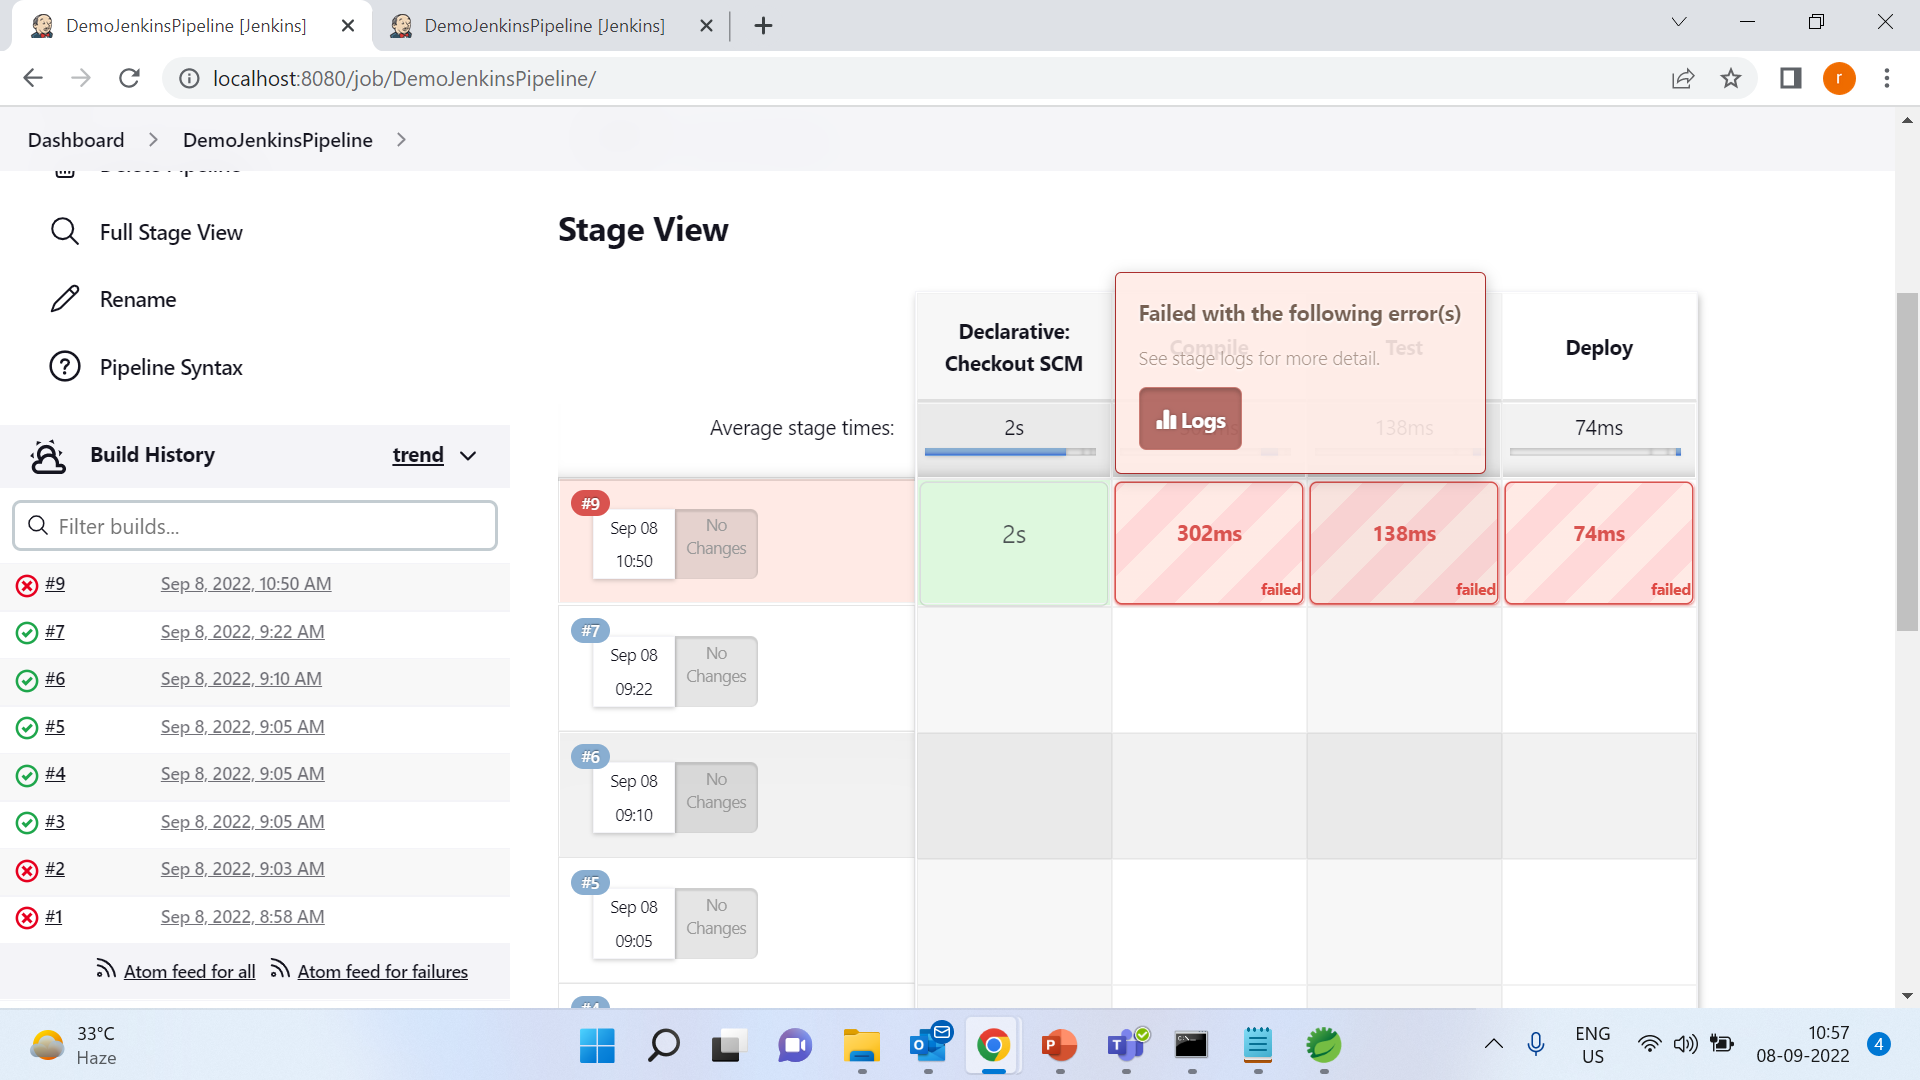 DemoJenkinsPipeline [Jenkins]
DemoJenkinsPipeline [Jenkins]
localhost:8080/job/DemoJenkinsPipeline/
r
Dashboard
DemoJenkinsPipeline
Delete Pipeline
Full Stage View
Rename
Pipeline Syntax
Build History
trend
Filter builds...
#9 Sep 8, 2022, 10:50 AM
#7 Sep 8, 2022, 9:22 AM
#6 Sep 8, 2022, 9:10 AM
#5 Sep 8, 2022, 9:05 AM
#4 Sep 8, 2022, 9:05 AM
#3 Sep 8, 2022, 9:05 AM
#2 Sep 8, 2022, 9:03 AM
#1 Sep 8, 2022, 8:58 AM
Atom feed for all Atom feed for failures
Stage View
Declarative:
Checkout SCM
Compile
Test
Deploy
Failed with the following error(s)
See stage logs for more detail.
Logs
Average stage times:
2s
138ms
74ms
#9
Sep 08
10:50
No
Changes
2s
302ms
failed
138ms
failed
74ms
failed
#7
Sep 08
09:22
No
Changes
#6
Sep 08
09:10
No
Changes
#5
Sep 08
09:05
No
Changes
#4
33°C
Haze
ENG
US
10:57
08-09-2022
4